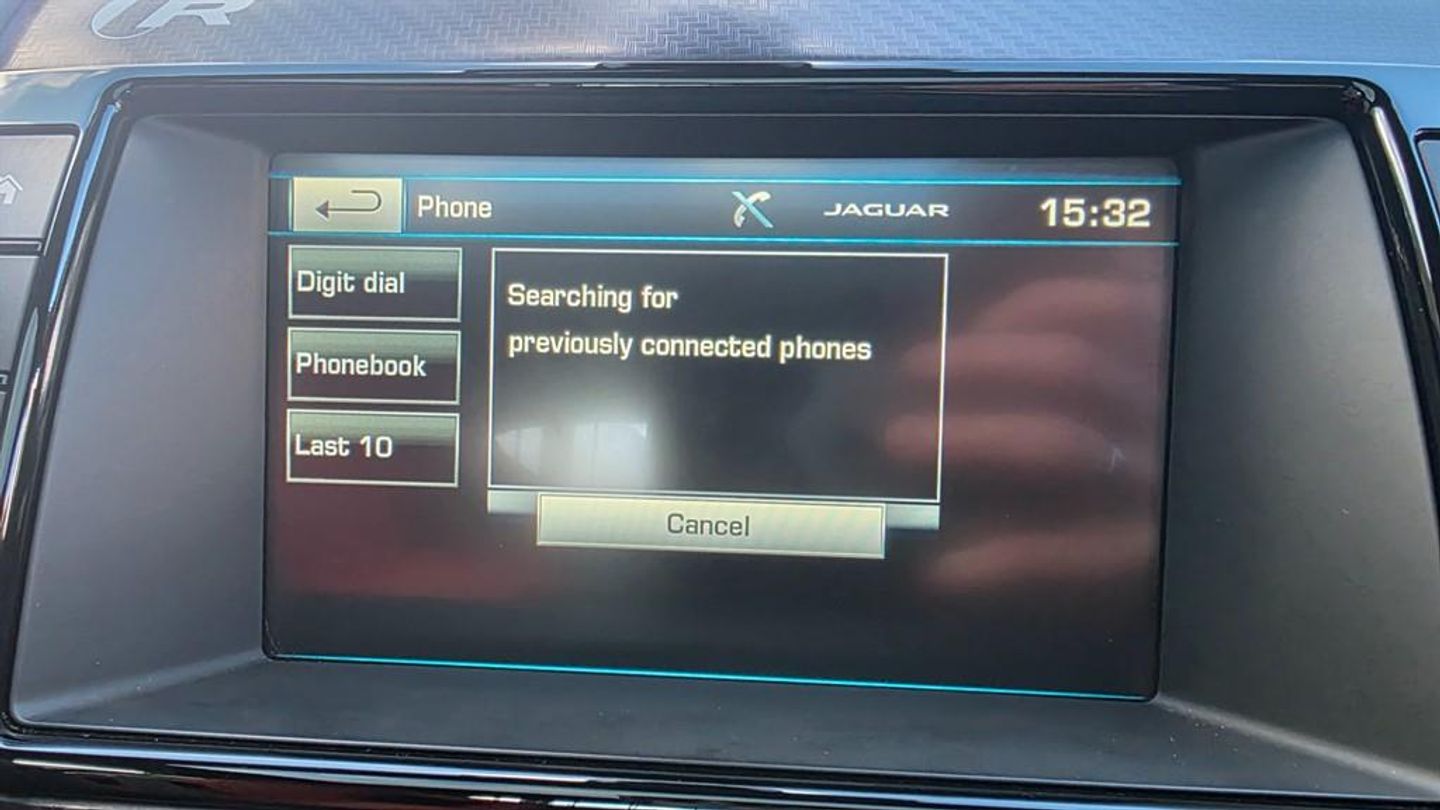 R
Phone
JAGUAR
15:32
Digit dial
Phonebook
Last 10
Searching for
previously connected phones
Cancel